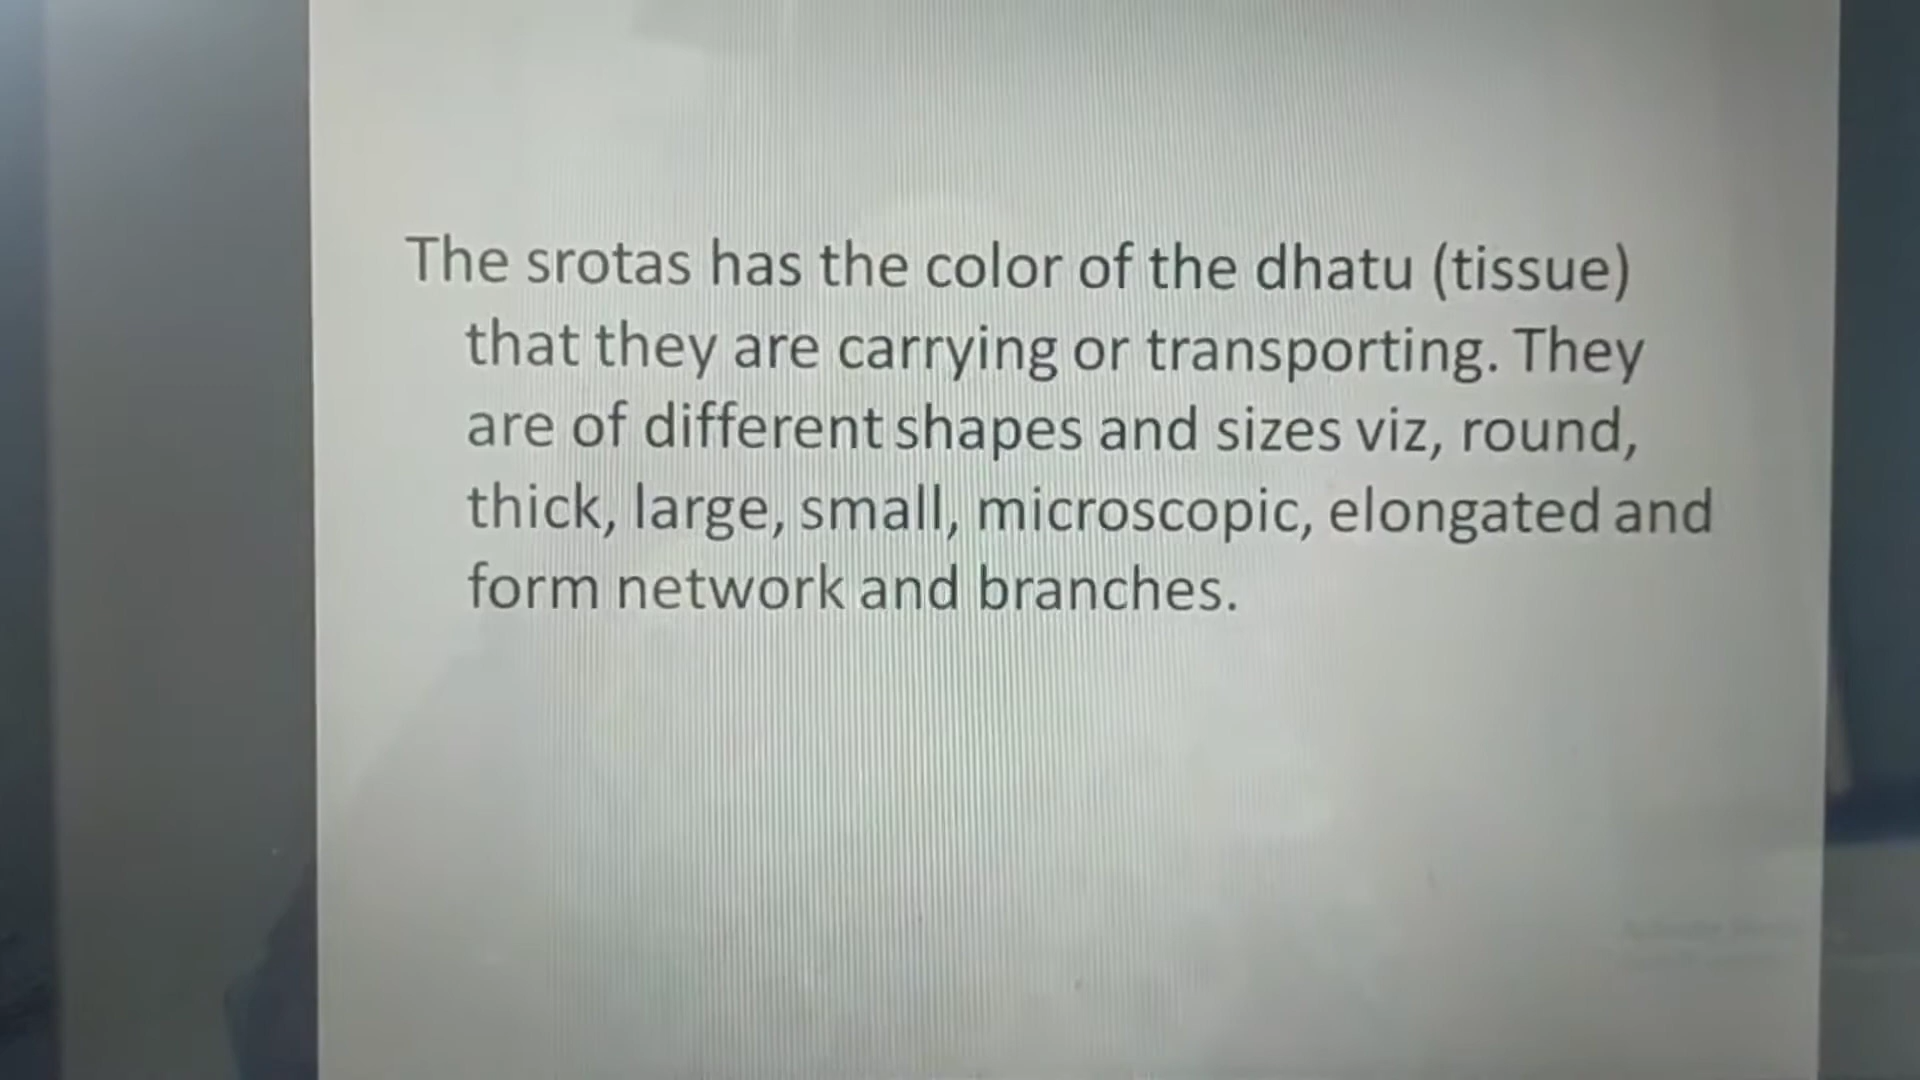 The srotas has the color of the dhatu (tissue)
that they are carrying or transporting. They
are of different shapes and sizes viz, round,
thick, large, small, microscopic, elongated and
form network and branches.